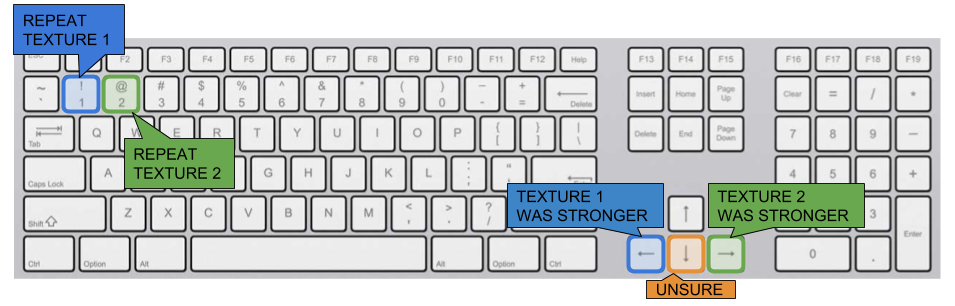 REPEAT
TEXTURE 1
ESC F2 F3 F4 F5 F6 F7 F8 F9 F10 F11 F12 Help F13 F14 F15 F16 F17 F18 F19
~ ! @ # $ % ^ & * ( ) _ +
` 1 2 3 4 5 6 7 8 9 0 - = Delete Insert Home Page Up Clear = / *
Tab Q W E R T Y U I O P { [ } ] | \ Delete End Page Down 7 8 9 –
REPEAT
TEXTURE 2
Caps Lock A G H J K L : ; " 4 5 6 +
TEXTURE 1
WAS STRONGER
TEXTURE 2
WAS STRONGER
Shift Z X C V B N M < , > . ? / ↑ 3 Enter
Ctrl Option Alt Alt Option Ctrl ← ↓ → 0 .
UNSURE